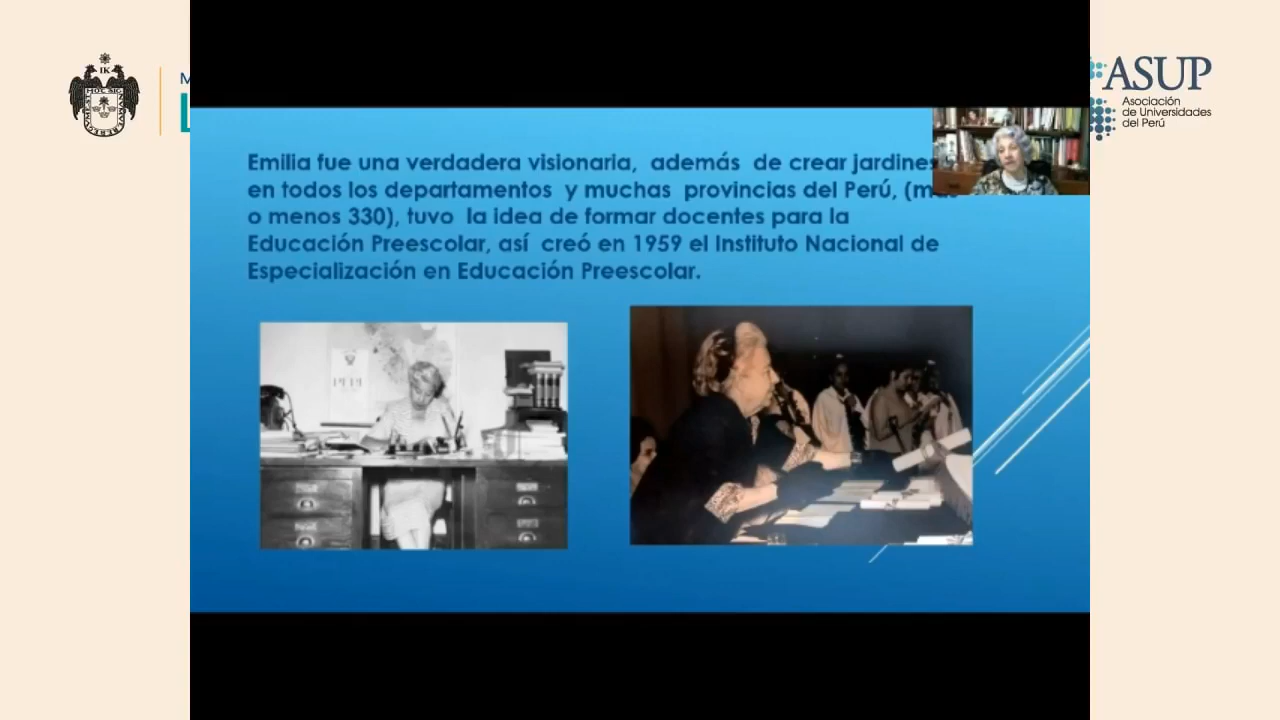 M
L
ASUP
Asociación
de Universidades
del Perú
Emilia fue una verdadera visionaria, además de crear jardine
en todos los departamentos y muchas provincias del Perú, (m
o menos 330), tuvo la idea de formar docentes para la
Educación Preescolar, así creó en 1959 el Instituto Nacional de
Especialización en Educación Preescolar.